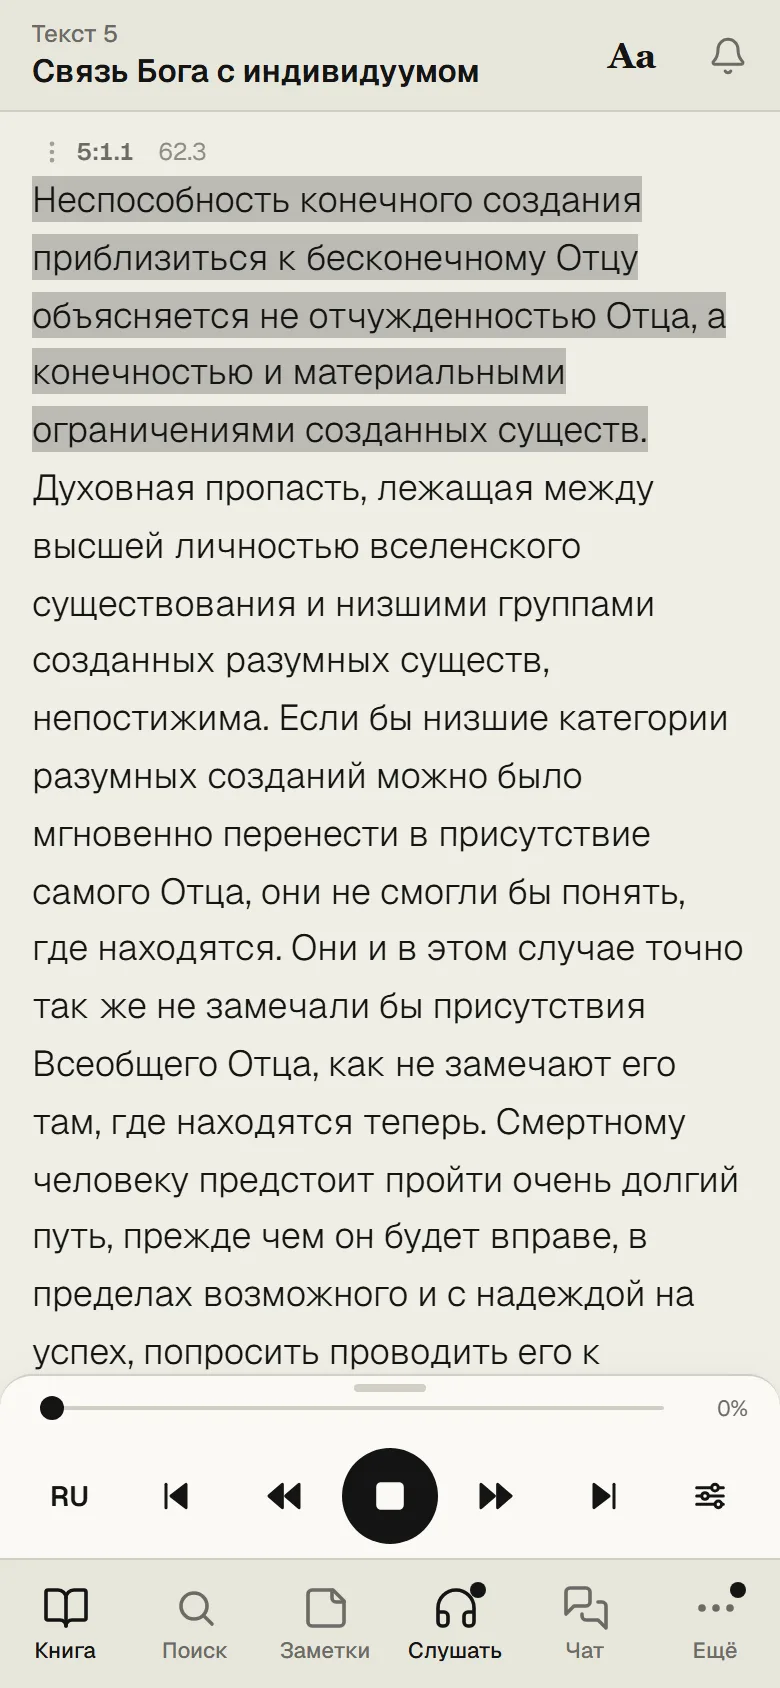 Текст 5
Связь Бога с индивидуумом
Aa
5:1.1 62.3
Неспособность конечного создания
приблизиться к бесконечному Отцу
объясняется не отчужденностью Отца, а
конечностью и материальными
ограничениями созданных существ.
Духовная пропасть, лежащая между
высшей личностью вселенского
существования и низшими группами
созданных разумных существ,
непостижима. Если бы низшие категории
разумных созданий можно было
мгновенно перенести в присутствие
самого Отца, они не смогли бы понять,
где находятся. Они и в этом случае точно
так же не замечали бы присутствия
Всеобщего Отца, как не замечают его
там, где находятся теперь. Смертному
человеку предстоит пройти очень долгий
путь, прежде чем он будет вправе, в
пределах возможного и с надеждой на
успех, попросить проводить его к
0%
RU
Книга
Поиск
Заметки
Слушать
Чат
Ещё